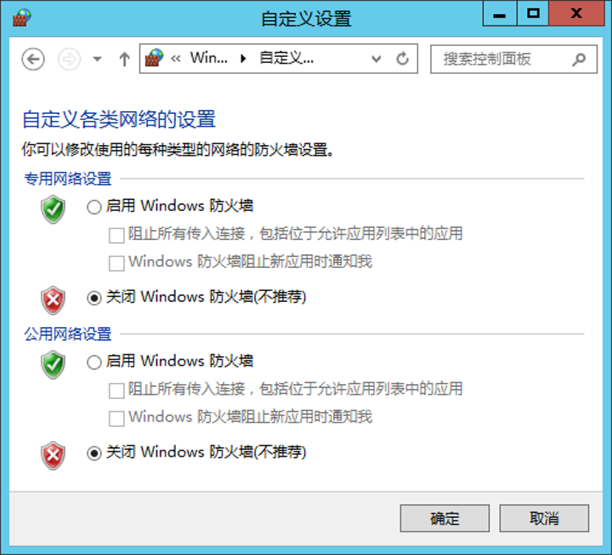 自定义设置
« Win... ▸ 自定义...
搜索控制面板
自定义各类网络的设置
你可以修改使用的每种类型的网络的防火墙设置。
专用网络设置
启用 Windows 防火墙
阻止所有传入连接，包括位于允许应用列表中的应用
Windows 防火墙阻止新应用时通知我
关闭 Windows 防火墙(不推荐)
公用网络设置
启用 Windows 防火墙
阻止所有传入连接，包括位于允许应用列表中的应用
Windows 防火墙阻止新应用时通知我
关闭 Windows 防火墙(不推荐)
确定
取消